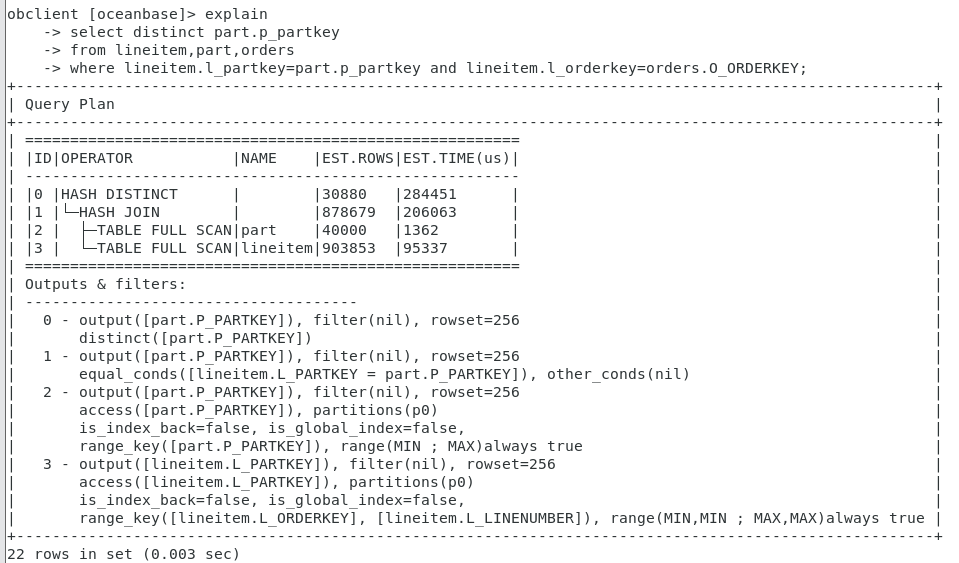 obclient [oceanbase]> explain
    -> select distinct part.p_partkey
    -> from lineitem,part,orders
    -> where lineitem.l_partkey=part.p_partkey and lineitem.l_orderkey=orders.O_ORDERKEY;
+------------------------------------------------------------------------------------------------------+
| Query Plan                                                                                           |
+------------------------------------------------------------------------------------------------------+
| =======================================================                                              |
| |ID|OPERATOR           |NAME    |EST.ROWS|EST.TIME(us)|                                              |
| -------------------------------------------------------                                              |
| |0 |HASH DISTINCT      |        |30880   |284451      |                                              |
| |1 |└─HASH JOIN        |        |878679  |206063      |                                              |
| |2 |  ├─TABLE FULL SCAN|part    |40000   |1362        |                                              |
| |3 |  └─TABLE FULL SCAN|lineitem|903853  |95337       |                                              |
| =======================================================                                              |
| Outputs & filters:                                                                                   |
| -------------------------------------                                                                |
|   0 - output([part.P_PARTKEY]), filter(nil), rowset=256                                              |
|       distinct([part.P_PARTKEY])                                                                     |
|   1 - output([part.P_PARTKEY]), filter(nil), rowset=256                                              |
|       equal_conds([lineitem.L_PARTKEY = part.P_PARTKEY]), other_conds(nil)                           |
|   2 - output([part.P_PARTKEY]), filter(nil), rowset=256                                              |
|       access([part.P_PARTKEY]), partitions(p0)                                                       |
|       is_index_back=false, is_global_index=false,                                                    |
|       range_key([part.P_PARTKEY]), range(MIN ; MAX)always true                                       |
|   3 - output([lineitem.L_PARTKEY]), filter(nil), rowset=256                                          |
|       access([lineitem.L_PARTKEY]), partitions(p0)                                                   |
|       is_index_back=false, is_global_index=false,                                                    |
|       range_key([lineitem.L_ORDERKEY], [lineitem.L_LINENUMBER]), range(MIN,MIN ; MAX,MAX)always true |
+------------------------------------------------------------------------------------------------------+
22 rows in set (0.003 sec)